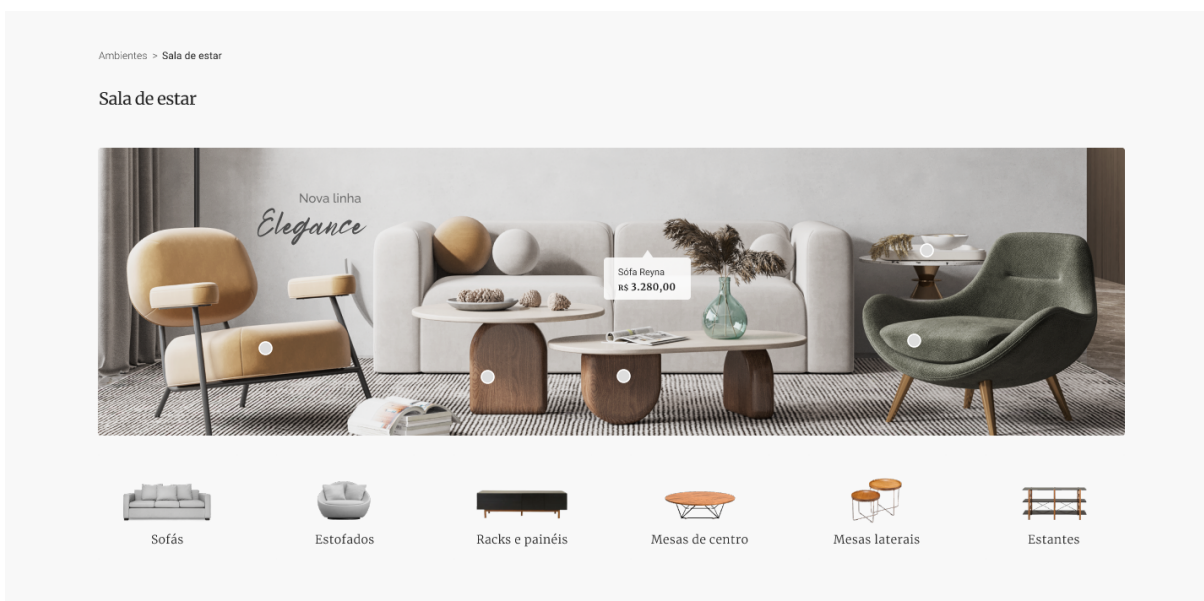 Ambientes > Sala de estar
Sala de estar
Nova linha
Elegance
Sófa Reyna
R$ 3.280,00
Sofás
Estofados
Racks e painéis
Mesas de centro
Mesas laterais
Estantes